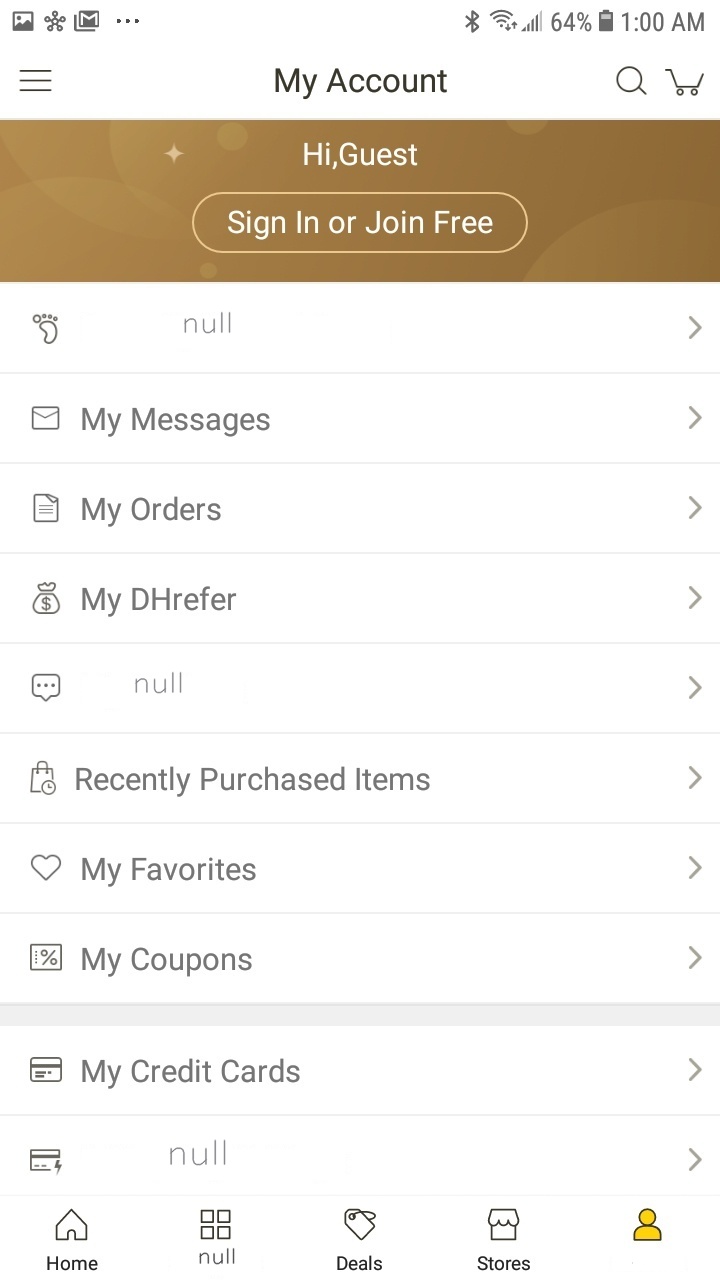 64% 1:00 AM
My Account
Hi,Guest
Sign In or Join Free
null
My Messages
My Orders
My DHrefer
null
Recently Purchased Items
My Favorites
My Coupons
My Credit Cards
null
Home null Deals Stores